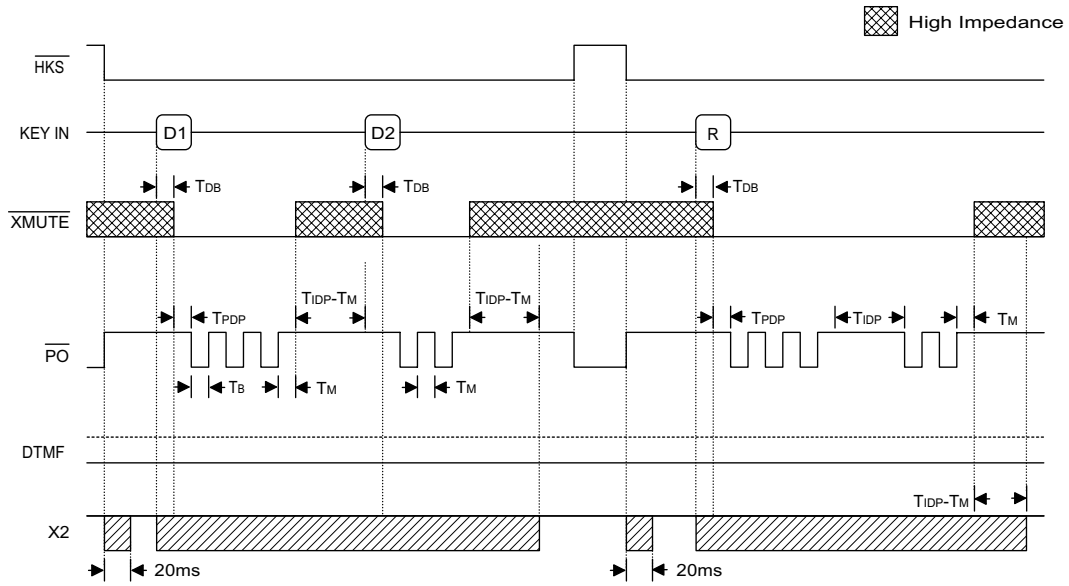 High Impedance
HKS
KEY IN
D1
D2
R
TDB
TDB
TDB
XMUTE
TPDP
TIDP-TM
TIDP-TM
TPDP
TIDP
TM
PO
TB
TM
TM
DTMF
TIDP-TM
X2
20ms
20ms